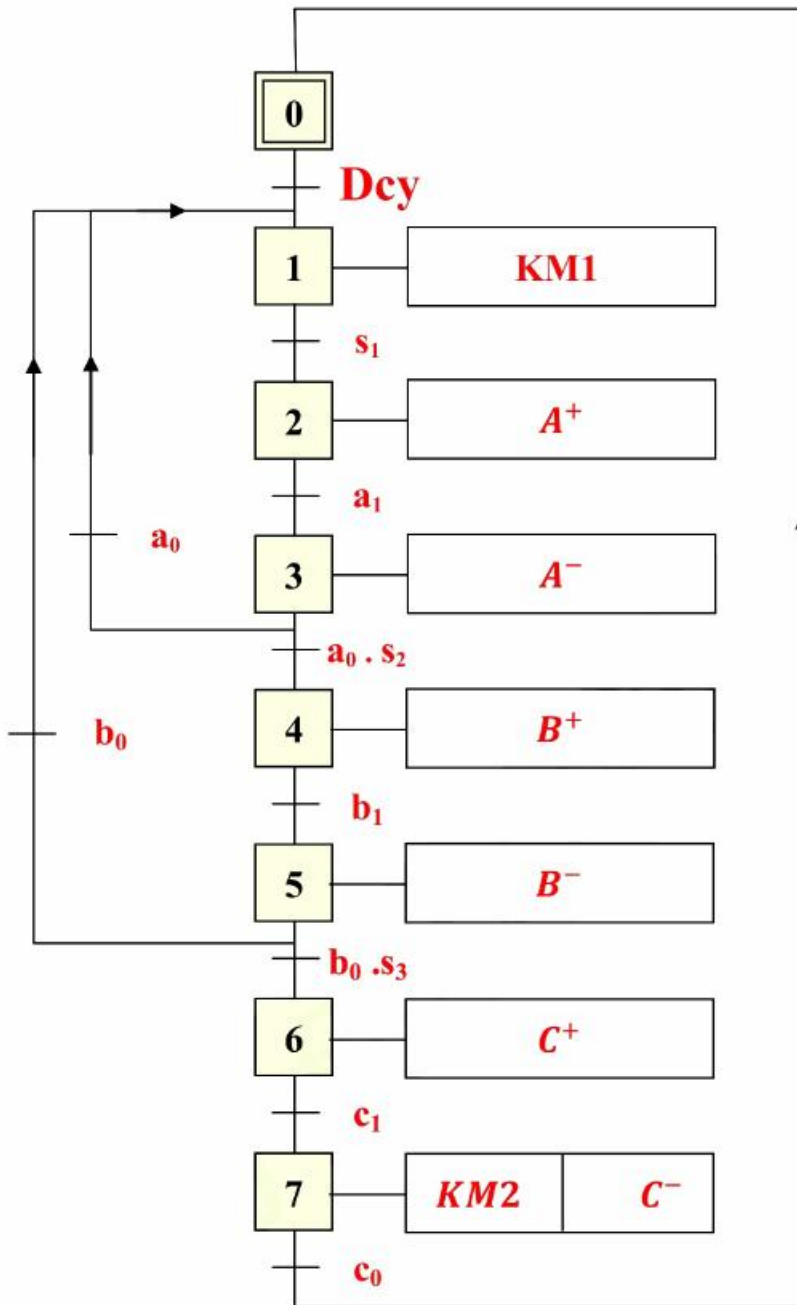 0
Dcy
1 KM1
s₁
2 A⁺
a₁
a₀
3 A⁻
a₀ . s₂
4 B⁺
b₀
b₁
5 B⁻
b₀ .s₃
6 C⁺
c₁
7 KM2 C⁻
c₀